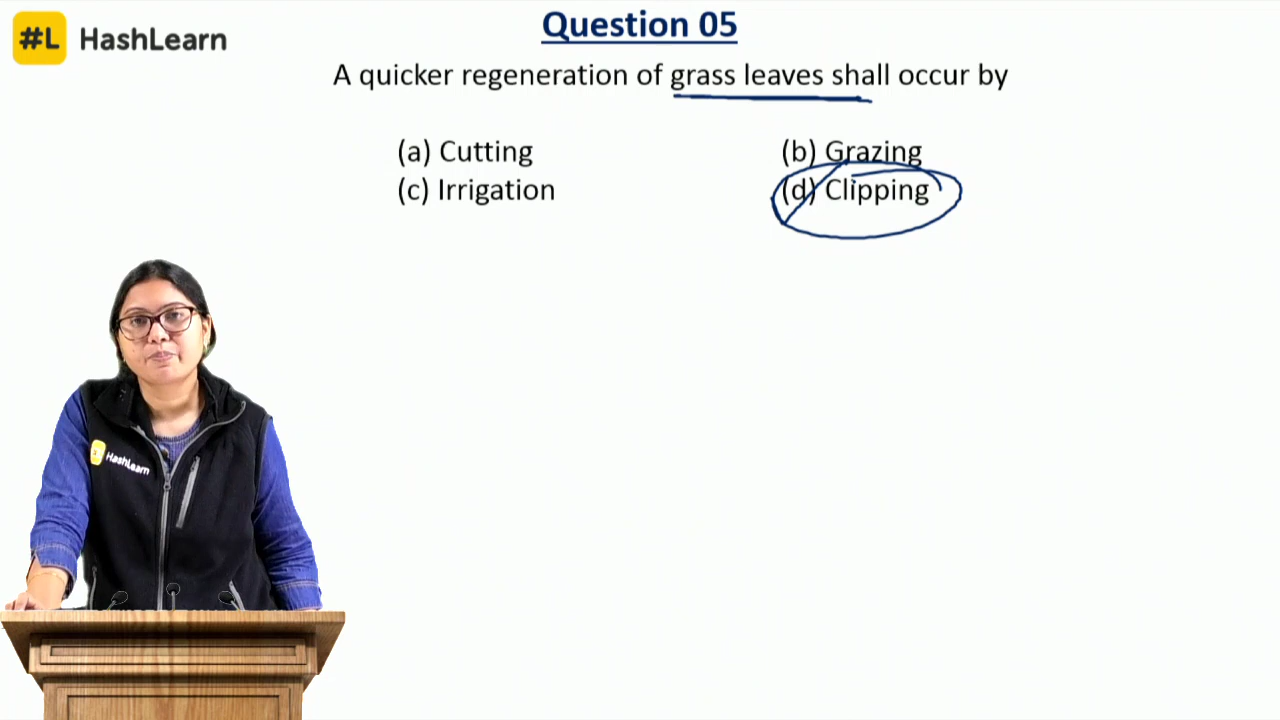 #L HashLearn
Question 05
A quicker regeneration of grass leaves shall occur by
(a) Cutting
(b) Grazing
(c) Irrigation
(d) Clipping
HashLearn